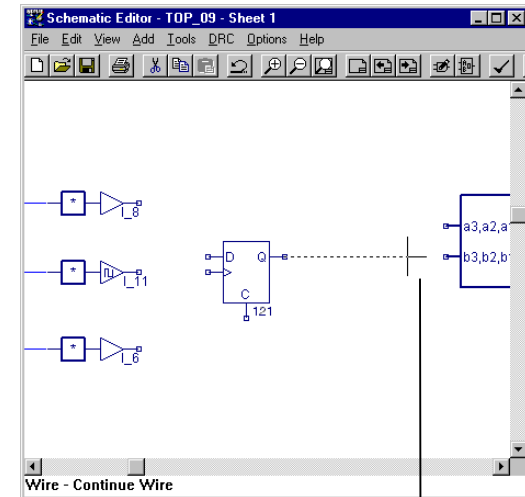 Schematic Editor - TOP_09 - Sheet 1
File Edit View Add Tools DRC Options Help
* I_8
a3,a2,a
D Q
b3,b2,b
* I_11
C
121
* I_6
Wire - Continue Wire